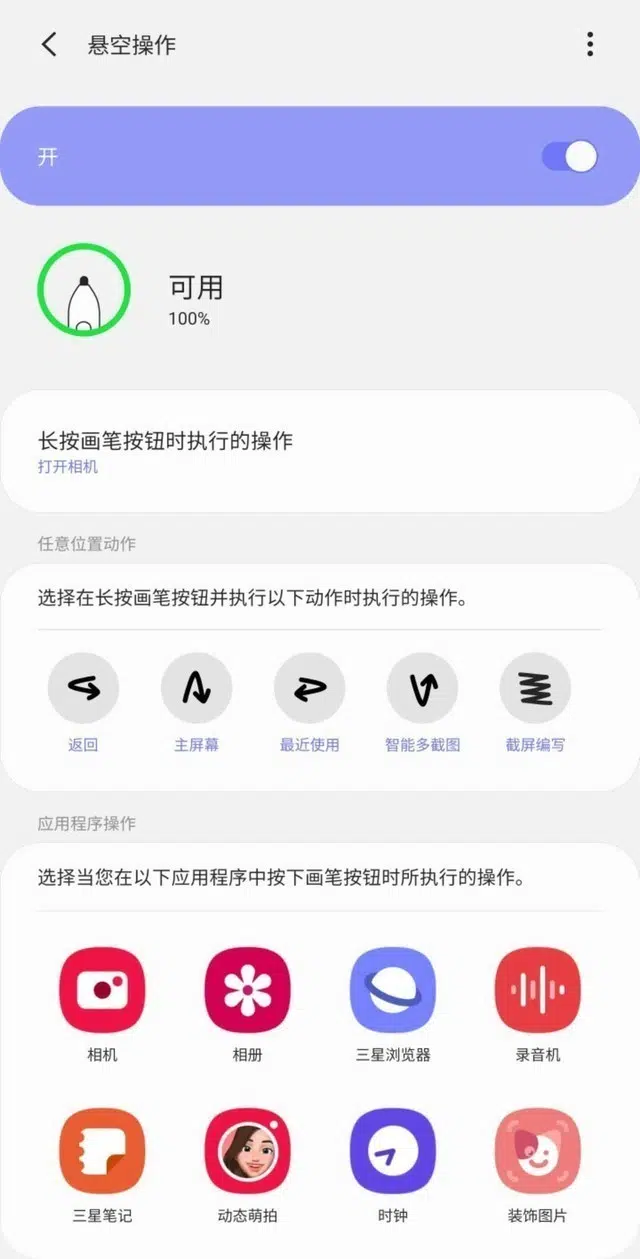 悬空操作
开
可用
100%
长按画笔按钮时执行的操作
打开相机
任意位置动作
选择在长按画笔按钮并执行以下动作时执行的操作。
返回
主屏幕
最近使用
智能多截图
截屏编写
应用程序操作
选择当您在以下应用程序中按下画笔按钮时所执行的操作。
相机
相册
三星浏览器
录音机
三星笔记
动态萌拍
时钟
装饰图片